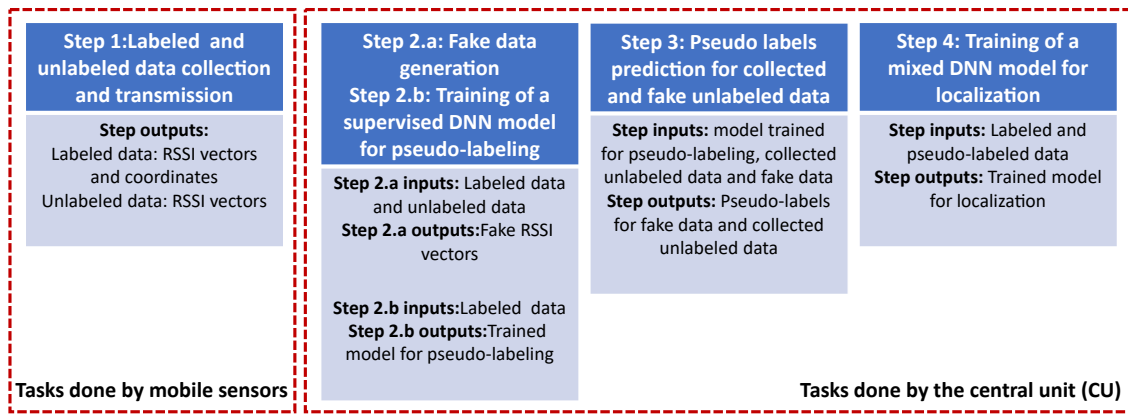 Step 1:Labeled and
unlabeled data collection
and transmission
Step outputs:
Labeled data: RSSI vectors
and coordinates
Unlabeled data: RSSI vectors
Tasks done by mobile sensors
Step 2.a: Fake data
generation
Step 2.b: Training of a
supervised DNN model
for pseudo-labeling
Step 2.a inputs: Labeled data
and unlabeled data
Step 2.a outputs:Fake RSSI
vectors
Step 2.b inputs:Labeled data
Step 2.b outputs:Trained
model for pseudo-labeling
Step 3: Pseudo labels
prediction for collected
and fake unlabeled data
Step inputs: model trained
for pseudo-labeling, collected
unlabeled data and fake data
Step outputs: Pseudo-labels
for fake data and collected
unlabeled data
Step 4: Training of a
mixed DNN model for
localization
Step inputs: Labeled and
pseudo-labeled data
Step outputs: Trained model
for localization
Tasks done by the central unit (CU)